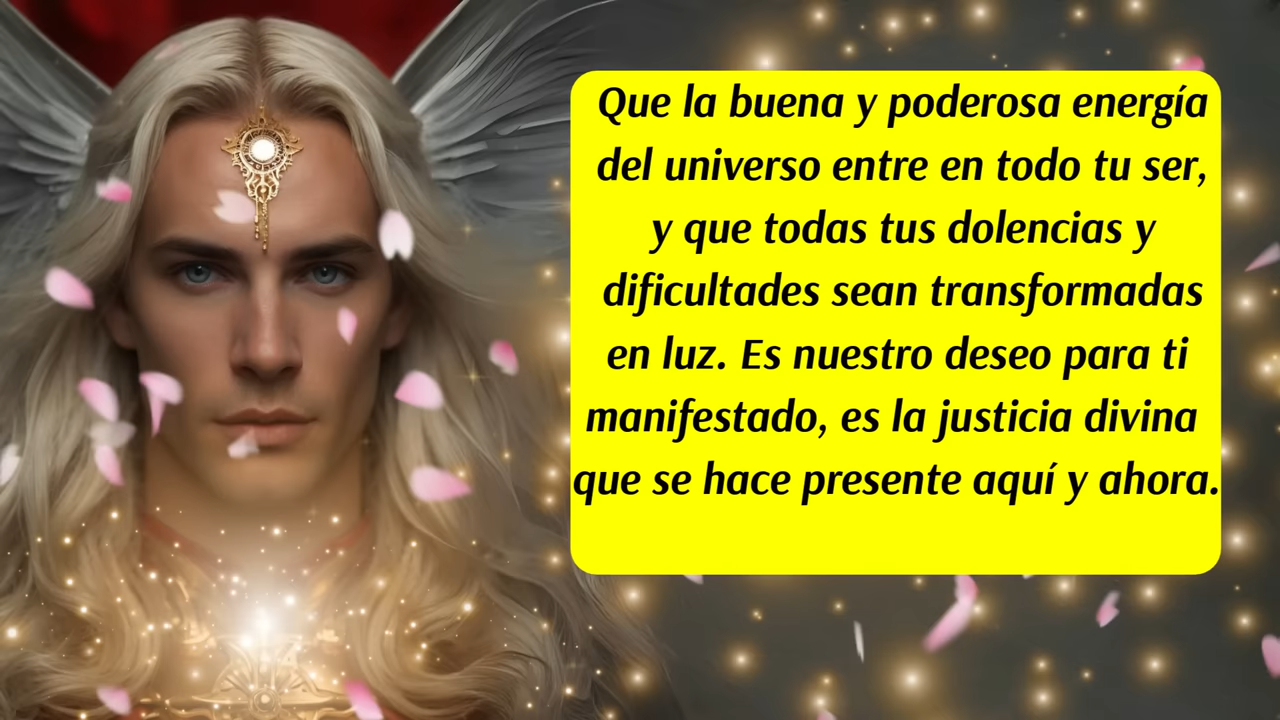 Que la buena y poderosa energía
del universo entre en todo tu ser,
y que todas tus dolencias y
dificultades sean transformadas
en luz. Es nuestro deseo para ti
manifestado, es la justicia divina
que se hace presente aquí y ahora.